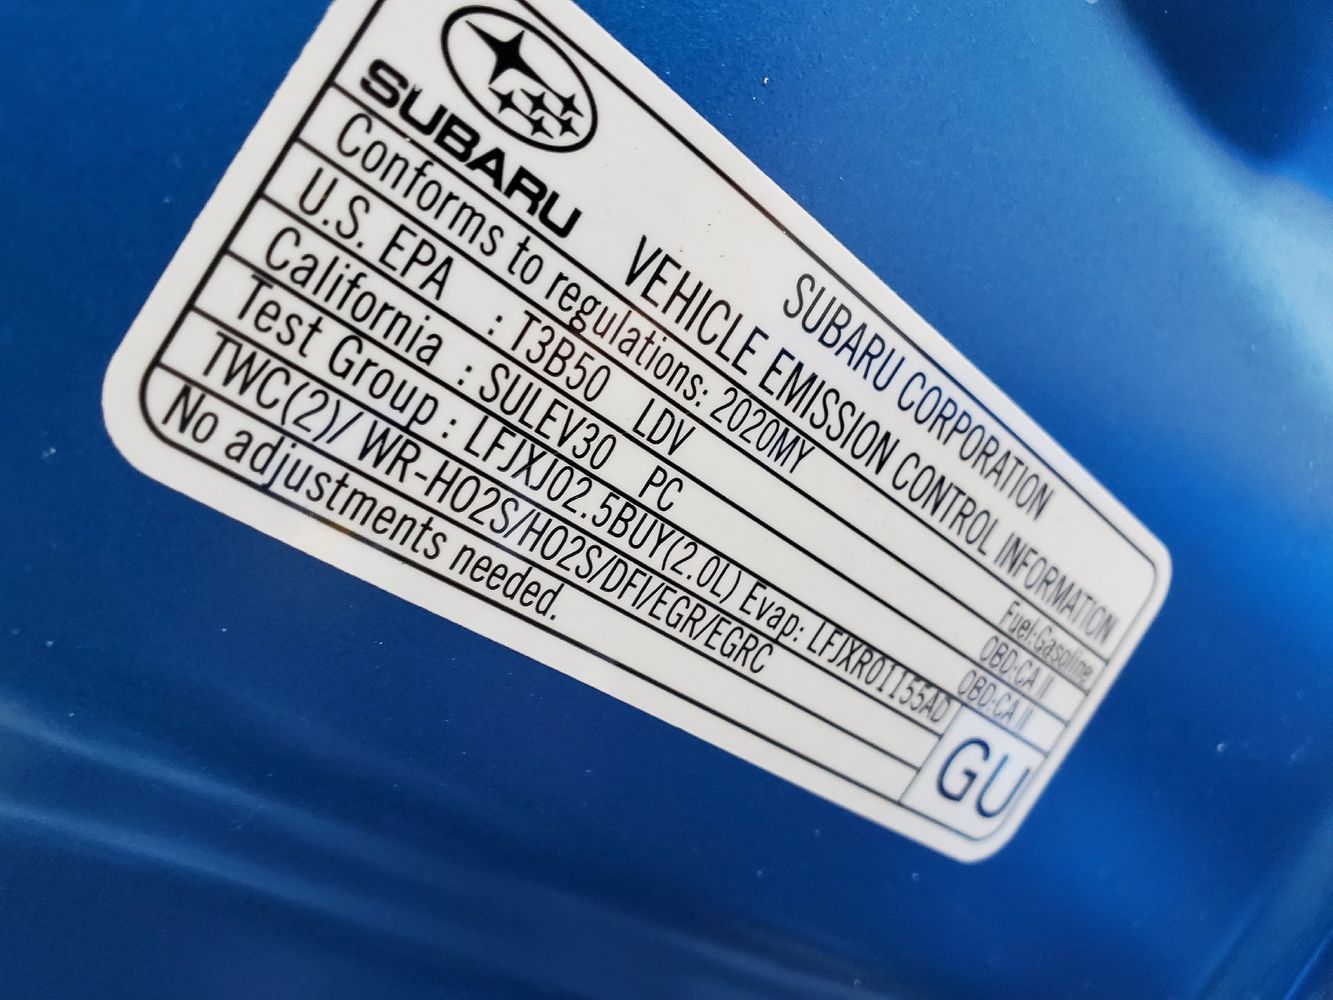 SUBARU
SUBARU CORPORATION
VEHICLE EMISSION CONTROL INFORMATION
Conforms to regulations: 2020MY Fuel:Gasoline
U.S. EPA : T3B50 LDV OBD:CA II
California : SULEV30 PC OBD:CA II
Test Group : LFJXJ02.5BUY(2.0L) Evap: LFJXR01155AD
TWC(2)/ WR-HO2S/HO2S/DFI/EGR/EGRC
No adjustments needed.
GU